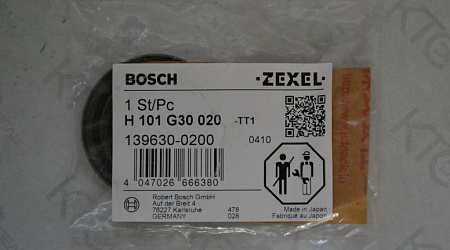 BOSCH
·ZEXEL·
1 St/Pc
H 101 G30 020 -TT1
139630-0200
0410
4 047026 666380
Robert Bosch GmbH
Auf der Breit 4
76227 Karlsruhe 478
GERMANY 028
Made in Japan
Fabriqué au Japon
KTG